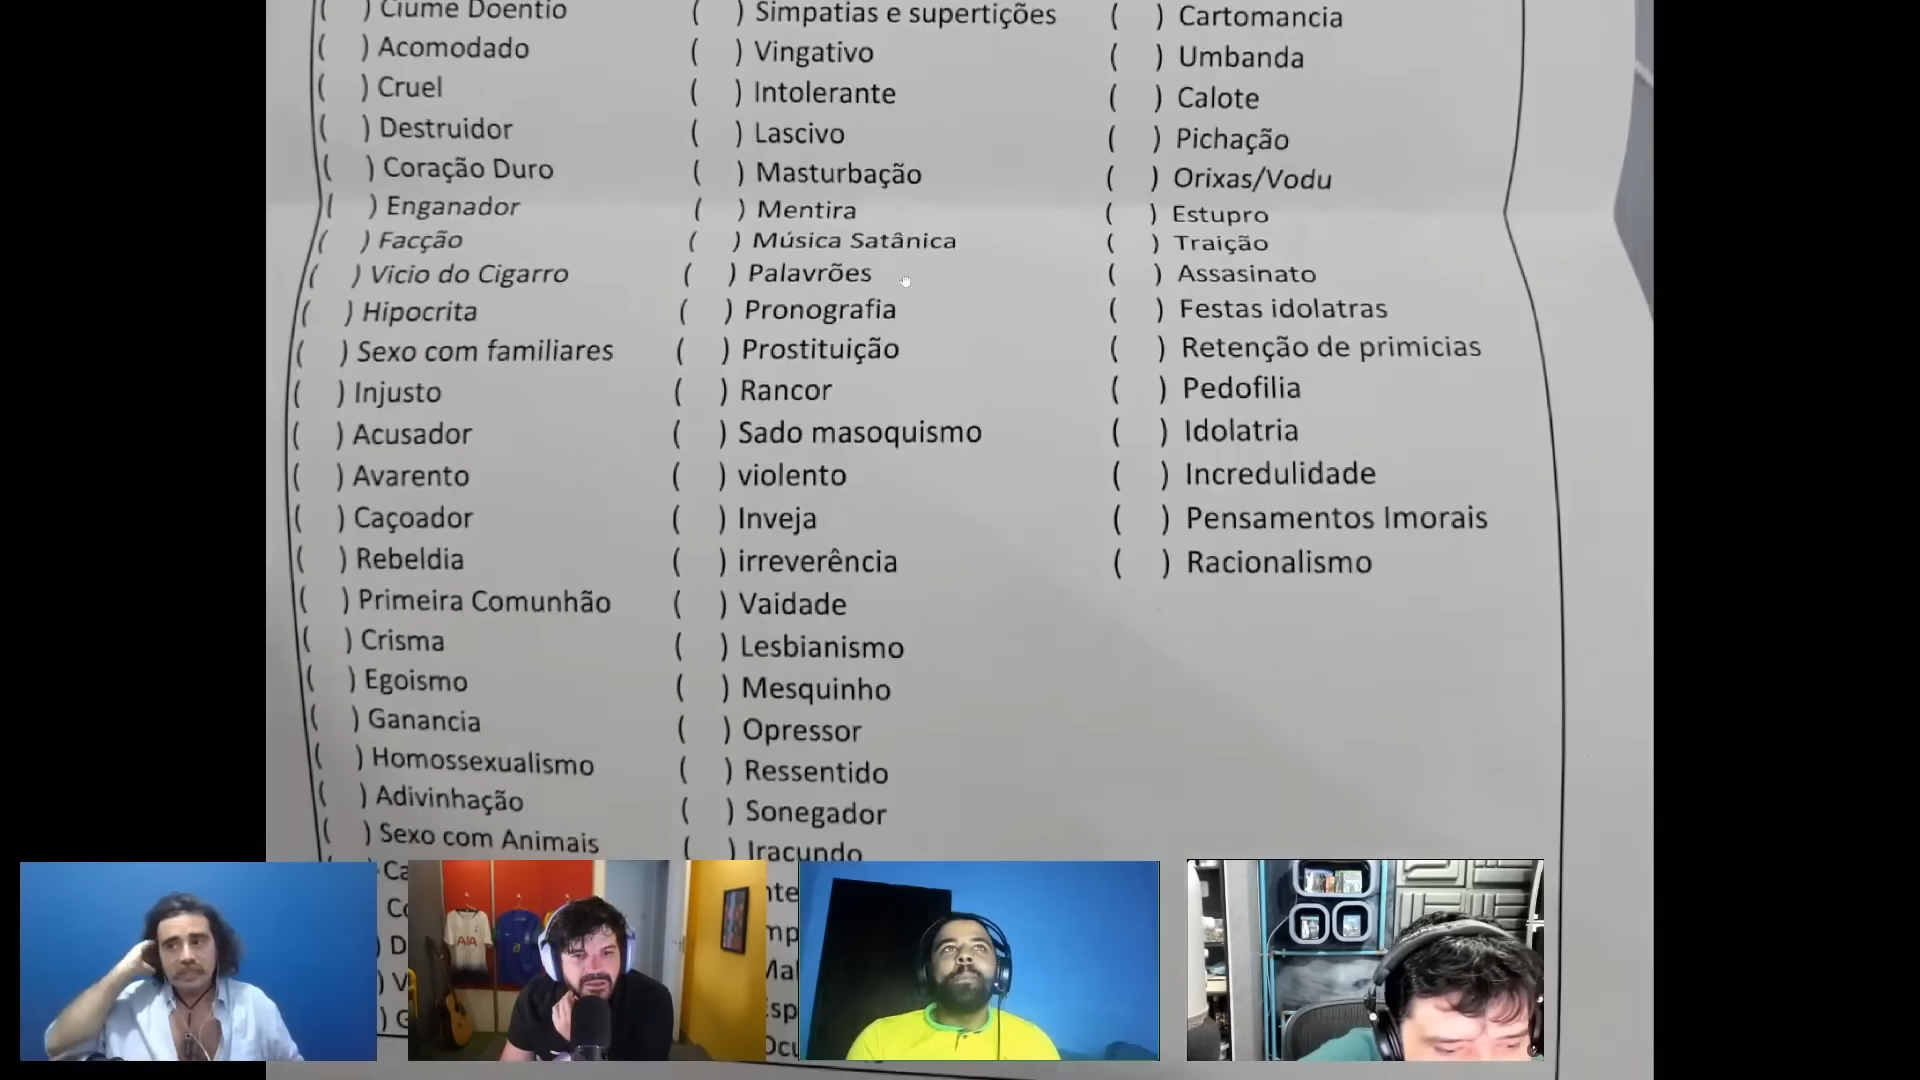 ( ) Ciume Doentio
( ) Acomodado
( ) Cruel
( ) Destruidor
( ) Coração Duro
( ) Enganador
( ) Facção
( ) Vicio do Cigarro
( ) Hipocrita
( ) Sexo com familiares
( ) Injusto
( ) Acusador
( ) Avarento
( ) Caçoador
( ) Rebeldia
( ) Primeira Comunhão
( ) Crisma
( ) Egoismo
( ) Ganancia
( ) Homossexualismo
( ) Adivinhação
( ) Sexo com Animais
( ) Simpatias e supertições
( ) Vingativo
( ) Intolerante
( ) Lascivo
( ) Masturbação
( ) Mentira
( ) Música Satânica
( ) Palavrões
( ) Pronografia
( ) Prostituição
( ) Rancor
( ) Sado masoquismo
( ) violento
( ) Inveja
( ) irreverência
( ) Vaidade
( ) Lesbianismo
( ) Mesquinho
( ) Opressor
( ) Ressentido
( ) Sonegador
( ) Iracundo
( ) Cartomancia
( ) Umbanda
( ) Calote
( ) Pichação
( ) Orixas/Vodu
( ) Estupro
( ) Traição
( ) Assasinato
( ) Festas idolatras
( ) Retenção de primicias
( ) Pedofilia
( ) Idolatria
( ) Incredulidade
( ) Pensamentos Imorais
( ) Racionalismo
AIA